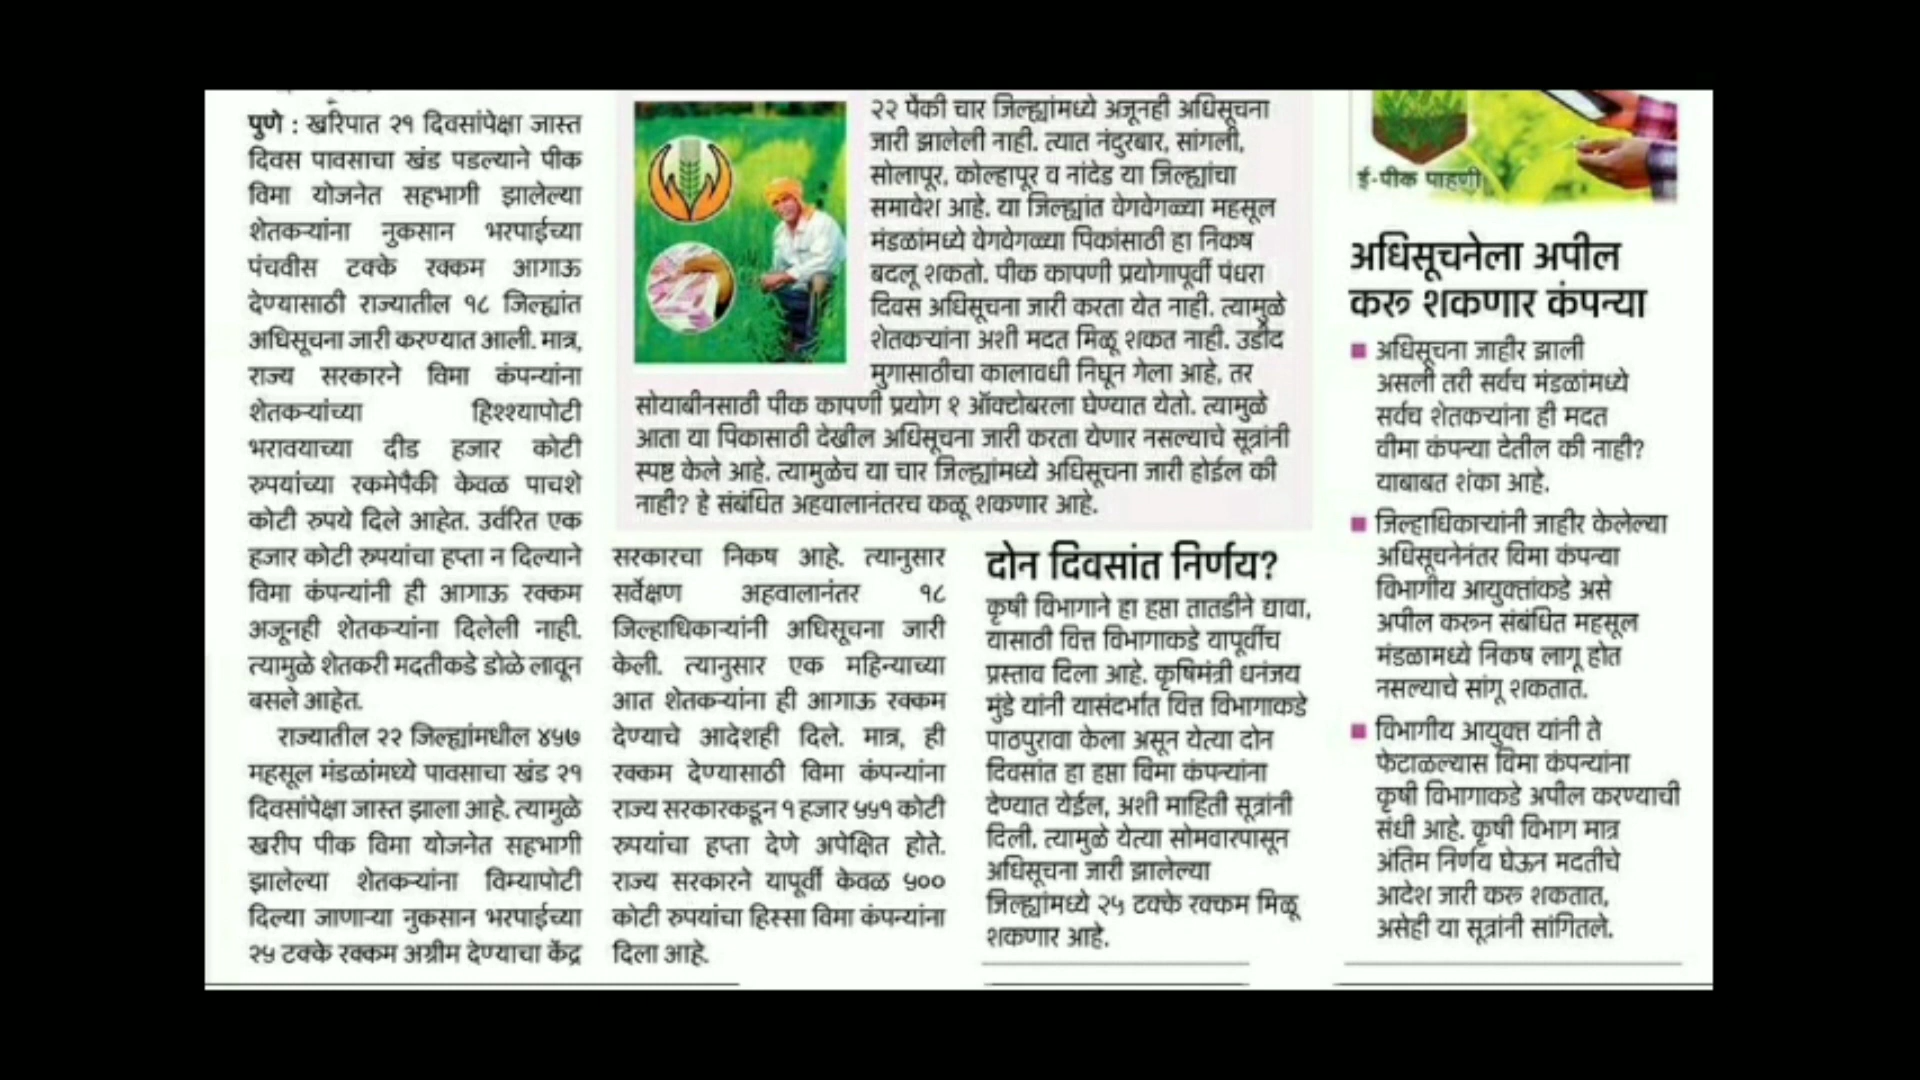 पुणे : खरिपात २१ दिवसांपेक्षा जास्त
दिवस पावसाचा खंड पडल्याने पीक
विमा योजनेत सहभागी झालेल्या
शेतकऱ्यांना नुकसान भरपाईच्या
पंचवीस टक्के रक्कम आगाऊ
देण्यासाठी राज्यातील १८ जिल्ह्यांत
अधिसूचना जारी करण्यात आली. मात्र,
राज्य सरकारने विमा कंपन्यांना
शेतकऱ्यांच्या हिश्श्यापोटी
भरावयाच्या दीड हजार कोटी
रुपयांच्या रकमेपैकी केवळ पाचशे
कोटी रुपये दिले आहेत. उर्वरित एक
हजार कोटी रुपयांचा हप्ता न दिल्याने
विमा कंपन्यांनी ही आगाऊ रक्कम
अजूनही शेतकऱ्यांना दिलेली नाही.
त्यामुळे शेतकरी मदतीकडे डोळे लावून
बसले आहेत.
राज्यातील २२ जिल्ह्यांमधील ४५७
महसूल मंडळांमध्ये पावसाचा खंड २१
दिवसांपेक्षा जास्त झाला आहे. त्यामुळे
खरीप पीक विमा योजनेत सहभागी
झालेल्या शेतकऱ्यांना विम्यापोटी
दिल्या जाणाऱ्या नुकसान भरपाईच्या
२५ टक्के रक्कम अग्रीम देण्याचा केंद्र
सरकारचा निकष आहे. त्यानुसार
सर्वेक्षण अहवालानंतर १८
जिल्हाधिकाऱ्यांनी अधिसूचना जारी
केली. त्यानुसार एक महिन्याच्या
आत शेतकऱ्यांना ही आगाऊ रक्कम
देण्याचे आदेशही दिले. मात्र, ही
रक्कम देण्यासाठी विमा कंपन्यांना
राज्य सरकारकडून १ हजार ५५१ कोटी
रुपयांचा हप्ता देणे अपेक्षित होते.
राज्य सरकारने यापूर्वी केवळ ५००
कोटी रुपयांचा हिस्सा विमा कंपन्यांना
दिला आहे.
२२ पैकी चार जिल्ह्यांमध्ये अजूनही अधिसूचना
जारी झालेली नाही. त्यात नंदुरबार, सांगली,
सोलापूर, कोल्हापूर व नांदेड या जिल्ह्यांचा
समावेश आहे. या जिल्ह्यांत वेगवेगळ्या महसूल
मंडळांमध्ये वेगवेगळ्या पिकांसाठी हा निकष
बदलू शकतो. पीक कापणी प्रयोगापूर्वी पंधरा
दिवस अधिसूचना जारी करता येत नाही. त्यामुळे
शेतकऱ्यांना अशी मदत मिळू शकत नाही. उडीद
मुगासाठीचा कालावधी निघून गेला आहे, तर
सोयाबीनसाठी पीक कापणी प्रयोग १ ऑक्टोबरला घेण्यात येतो. त्यामुळे
आता या पिकासाठी देखील अधिसूचना जारी करता येणार नसल्याचे सूत्रांनी
स्पष्ट केले आहे. त्यामुळेच या चार जिल्ह्यांमध्ये अधिसूचना जारी होईल की
नाही? हे संबंधित अहवालानंतरच कळू शकणार आहे.
दोन दिवसांत निर्णय?
कृषी विभागाने हा हप्ता तातडीने द्यावा,
यासाठी वित्त विभागाकडे यापूर्वीच
प्रस्ताव दिला आहे. कृषिमंत्री धनंजय
मुंडे यांनी यासंदर्भात वित्त विभागाकडे
पाठपुरावा केला असून येत्या दोन
दिवसांत हा हप्ता विमा कंपन्यांना
देण्यात येईल, अशी माहिती सूत्रांनी
दिली. त्यामुळे येत्या सोमवारपासून
अधिसूचना जारी झालेल्या
जिल्ह्यांमध्ये २५ टक्के रक्कम मिळू
शकणार आहे.
ई-पीक पाहणी
अधिसूचनेला अपील
करू शकणार कंपन्या
अधिसूचना जाहीर झाली
असली तरी सर्वच मंडळांमध्ये
सर्वच शेतकऱ्यांना ही मदत
वीमा कंपन्या देतील की नाही?
याबाबत शंका आहे.
जिल्हाधिकाऱ्यांनी जाहीर केलेल्या
अधिसूचनेनंतर विमा कंपन्या
विभागीय आयुक्तांकडे असे
अपील करून संबंधित महसूल
मंडळामध्ये निकष लागू होत
नसल्याचे सांगू शकतात.
विभागीय आयुक्त यांनी ते
फेटाळल्यास विमा कंपन्यांना
कृषी विभागाकडे अपील करण्याची
संधी आहे. कृषी विभाग मात्र
अंतिम निर्णय घेऊन मदतीचे
आदेश जारी करू शकतात,
असेही या सूत्रांनी सांगितले.